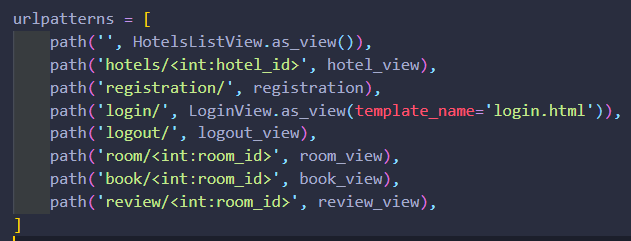 urlpatterns = [
    path('', HotelsListView.as_view()),
    path('hotels/<int:hotel_id>', hotel_view),
    path('registration/', registration),
    path('login/', LoginView.as_view(template_name='login.html')),
    path('logout/', logout_view),
    path('room/<int:room_id>', room_view),
    path('book/<int:room_id>', book_view),
    path('review/<int:room_id>', review_view),
]